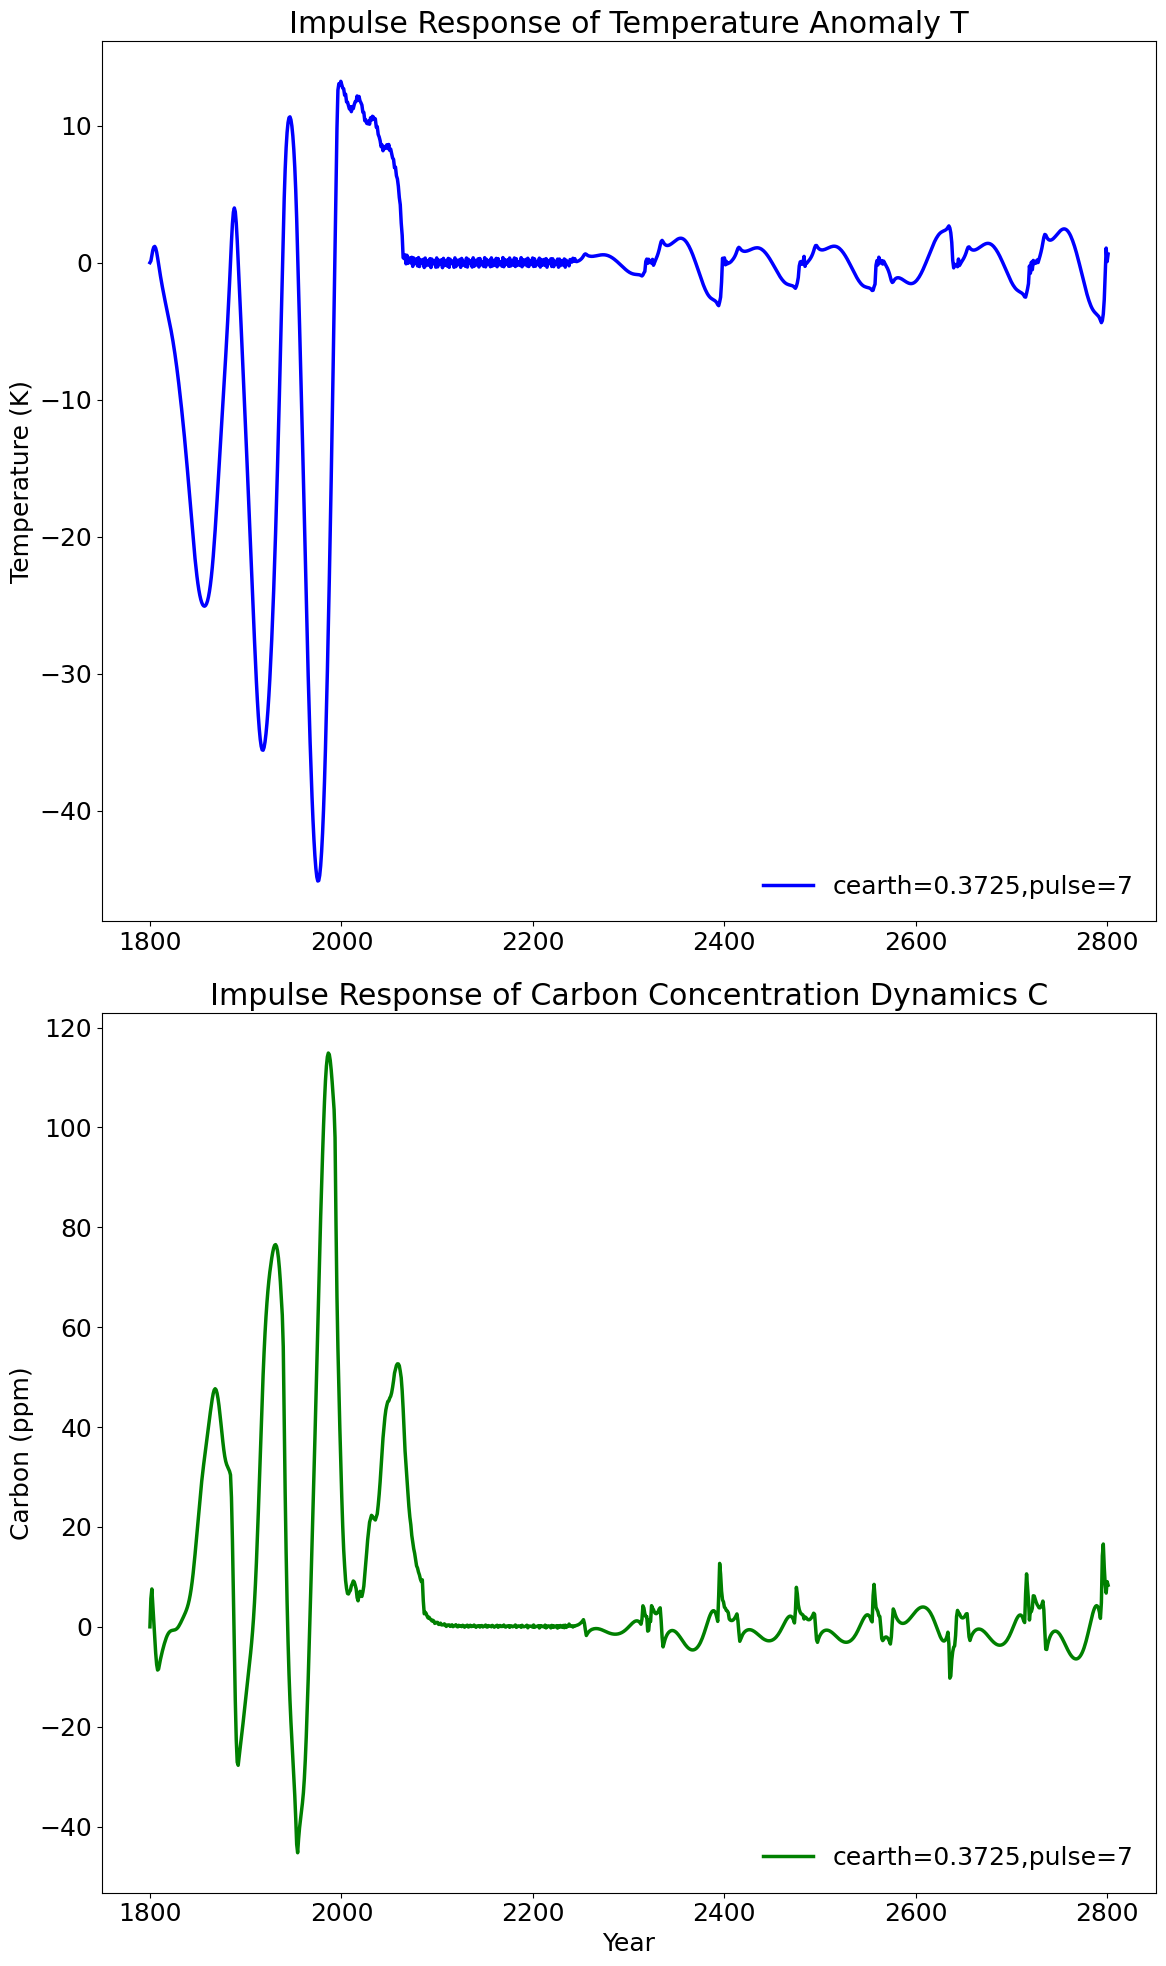 Impulse Response of Temperature Anomaly T
10
0
−10
−20
−30
−40
Temperature (K)
cearth=0.3725,pulse=7
1800 2000 2200 2400 2600 2800
Impulse Response of Carbon Concentration Dynamics C
120
100
80
60
40
20
0
−20
−40
Carbon (ppm)
cearth=0.3725,pulse=7
1800 2000 2200 2400 2600 2800
Year